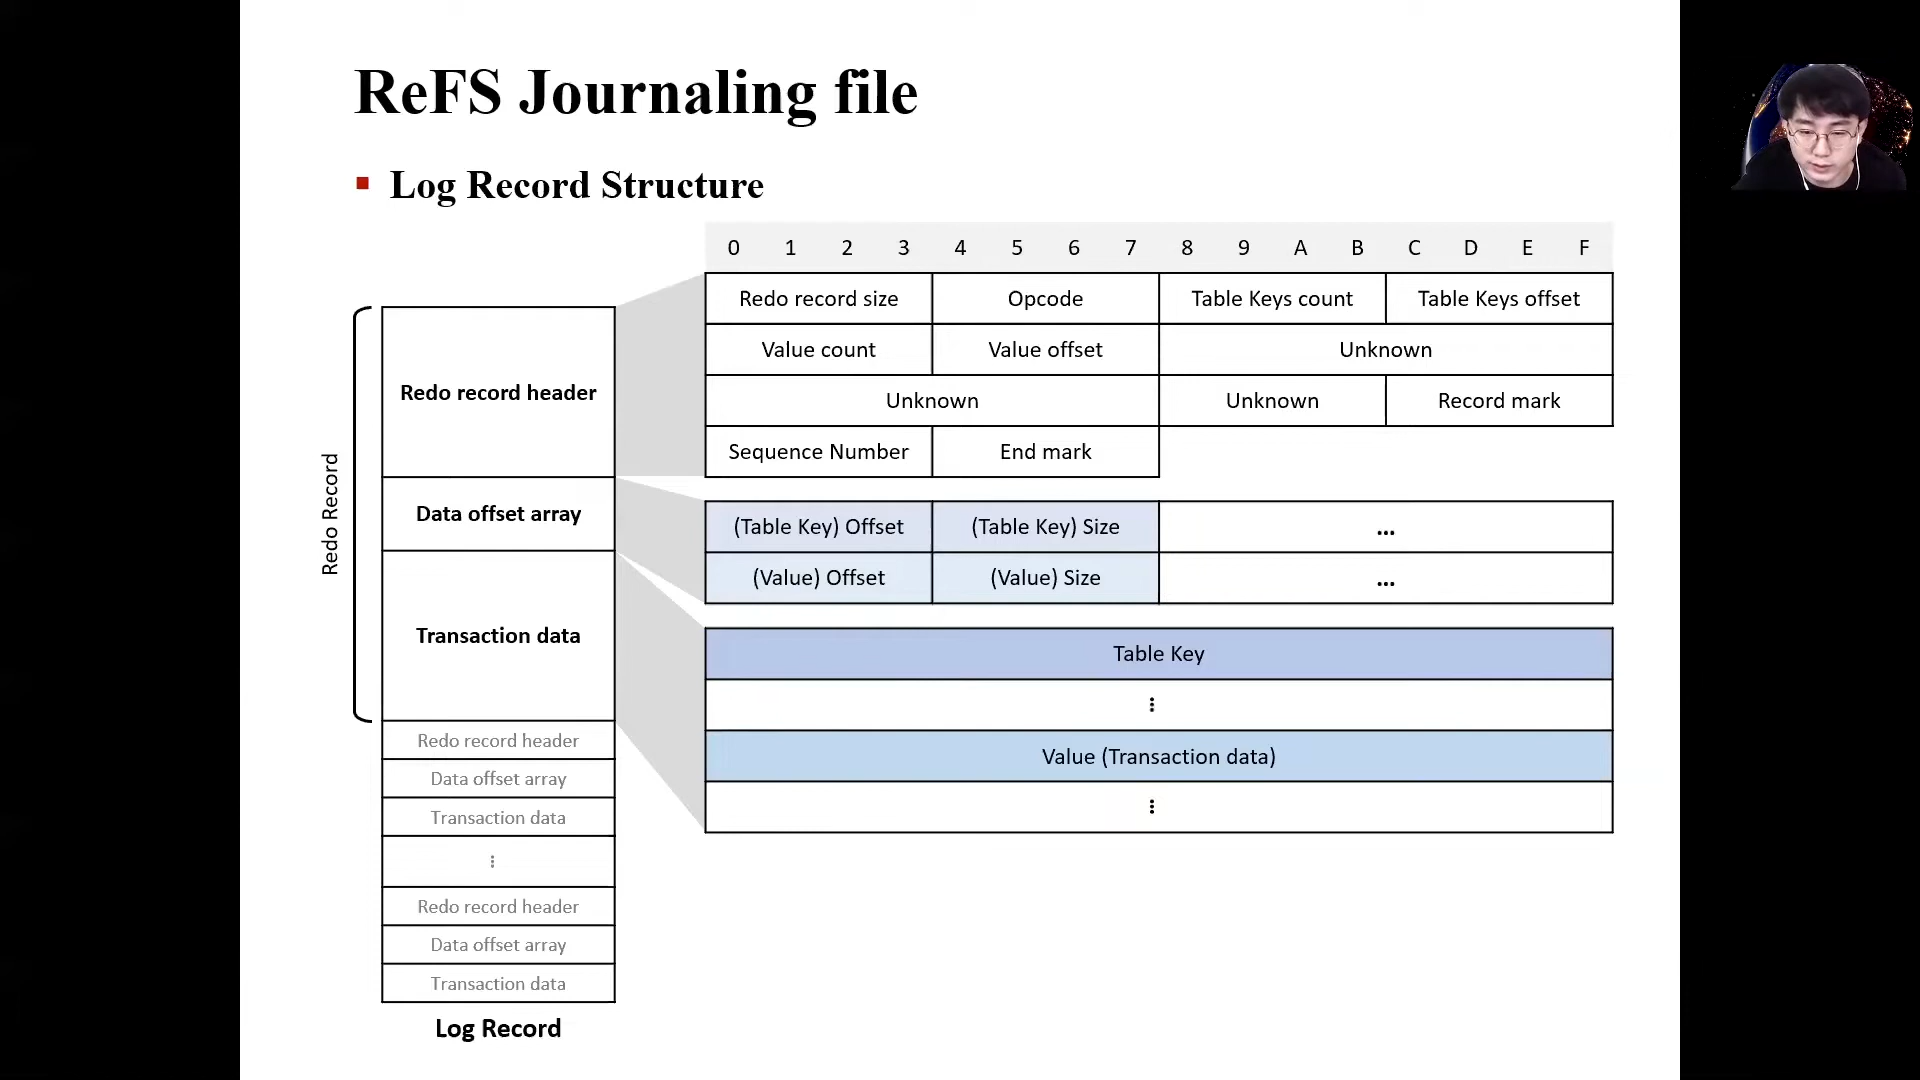 ReFS Journaling file
Log Record Structure
0 1 2 3 4 5 6 7 8 9 A B C D E F
Redo record size Opcode Table Keys count Table Keys offset
Value count Value offset Unknown
Unknown Unknown Record mark
Sequence Number End mark
(Table Key) Offset (Table Key) Size ...
(Value) Offset (Value) Size ...
Table Key
⋮
Value (Transaction data)
⋮
Redo Record
Redo record header
Data offset array
Transaction data
Redo record header
Data offset array
Transaction data
⋮
Redo record header
Data offset array
Transaction data
Log Record